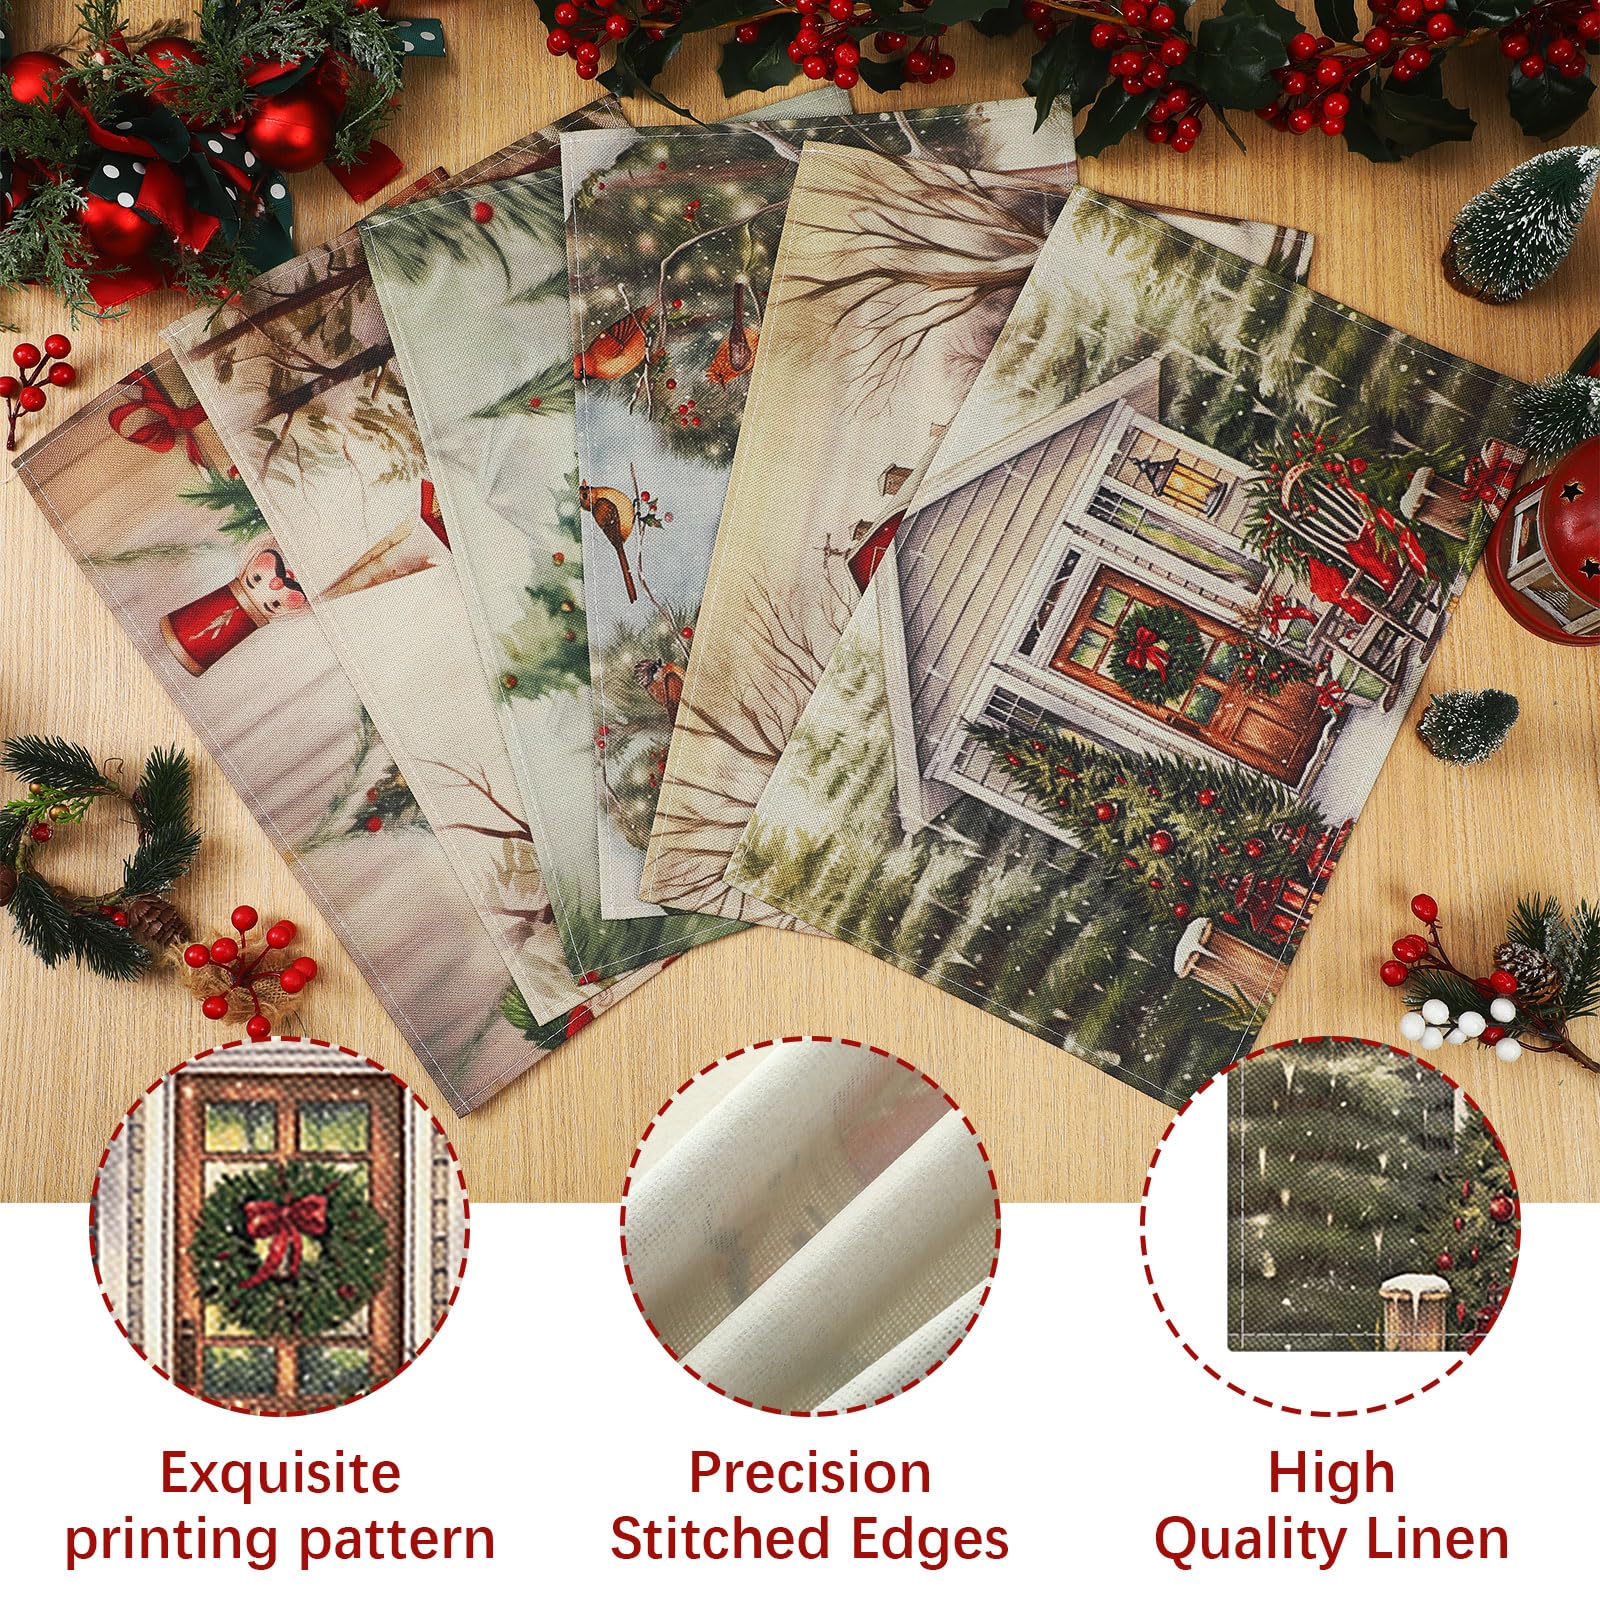 Exquisite
printing pattern
Precision
Stitched Edges
High
Quality Linen